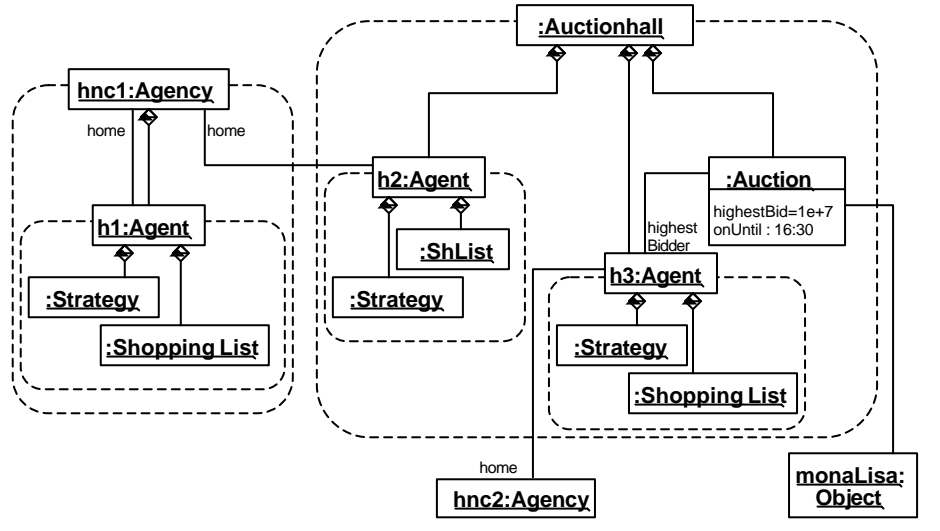 :Auctionhall
hnc1:Agency
home
home
h2:Agent
:Auction
highestBid=1e+7
onUntil : 16:30
h1:Agent
highest
Bidder
:ShList
h3:Agent
:Strategy
:Strategy
:Shopping List
:Strategy
:Shopping List
home
hnc2:Agency
monaLisa:
Object